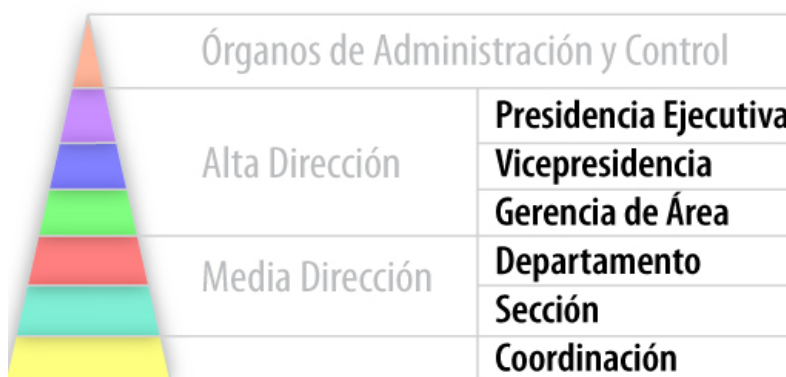 Órganos de Administración y Control
Presidencia Ejecutiva
Alta Dirección
Vicepresidencia
Gerencia de Área
Media Dirección
Departamento
Sección
Coordinación